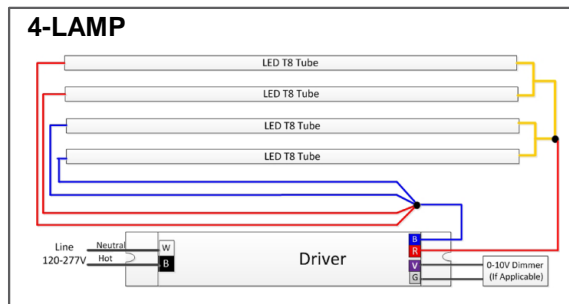 4-LAMP
LED T8 Tube
LED T8 Tube
LED T8 Tube
LED T8 Tube
Line
120-277V
Neutral
Hot
W
B
Driver
B
R
V
G
0-10V Dimmer
(If Applicable)